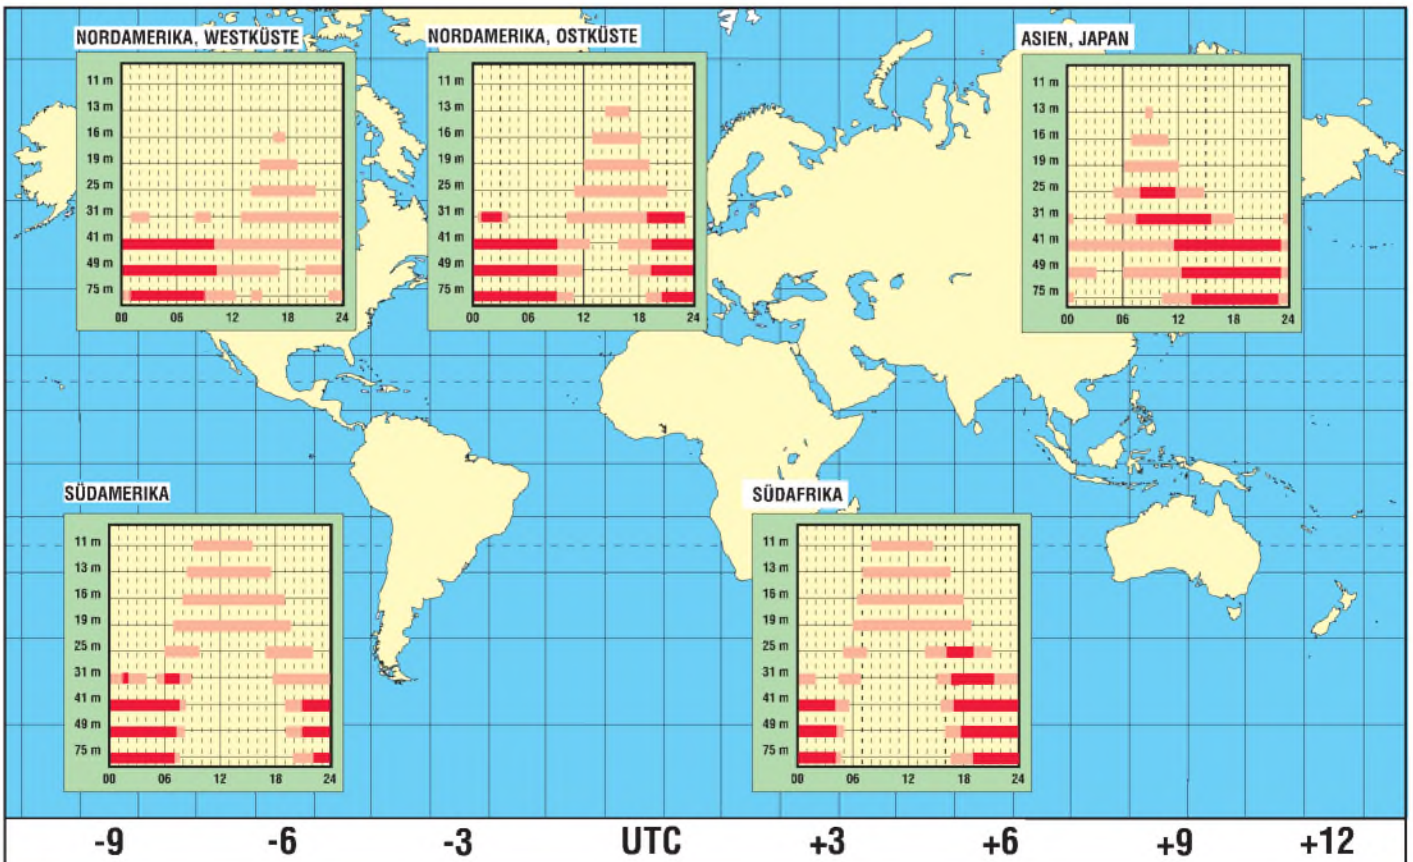 NORDAMERIKA, WESTKÜSTE
11 m
13 m
16 m
19 m
25 m
31 m
41 m
49 m
75 m
00 06 12 18 24
NORDAMERIKA, OSTKÜSTE
11 m
13 m
16 m
19 m
25 m
31 m
41 m
49 m
75 m
00 06 12 18 24
ASIEN, JAPAN
11 m
13 m
16 m
19 m
25 m
31 m
41 m
49 m
75 m
00 06 12 18 24
SÜDAMERIKA
11 m
13 m
16 m
19 m
25 m
31 m
41 m
49 m
75 m
00 06 12 18 24
SÜDAFRIKA
11 m
13 m
16 m
19 m
25 m
31 m
41 m
49 m
75 m
00 06 12 18 24
-9 -6 -3 UTC +3 +6 +9 +12